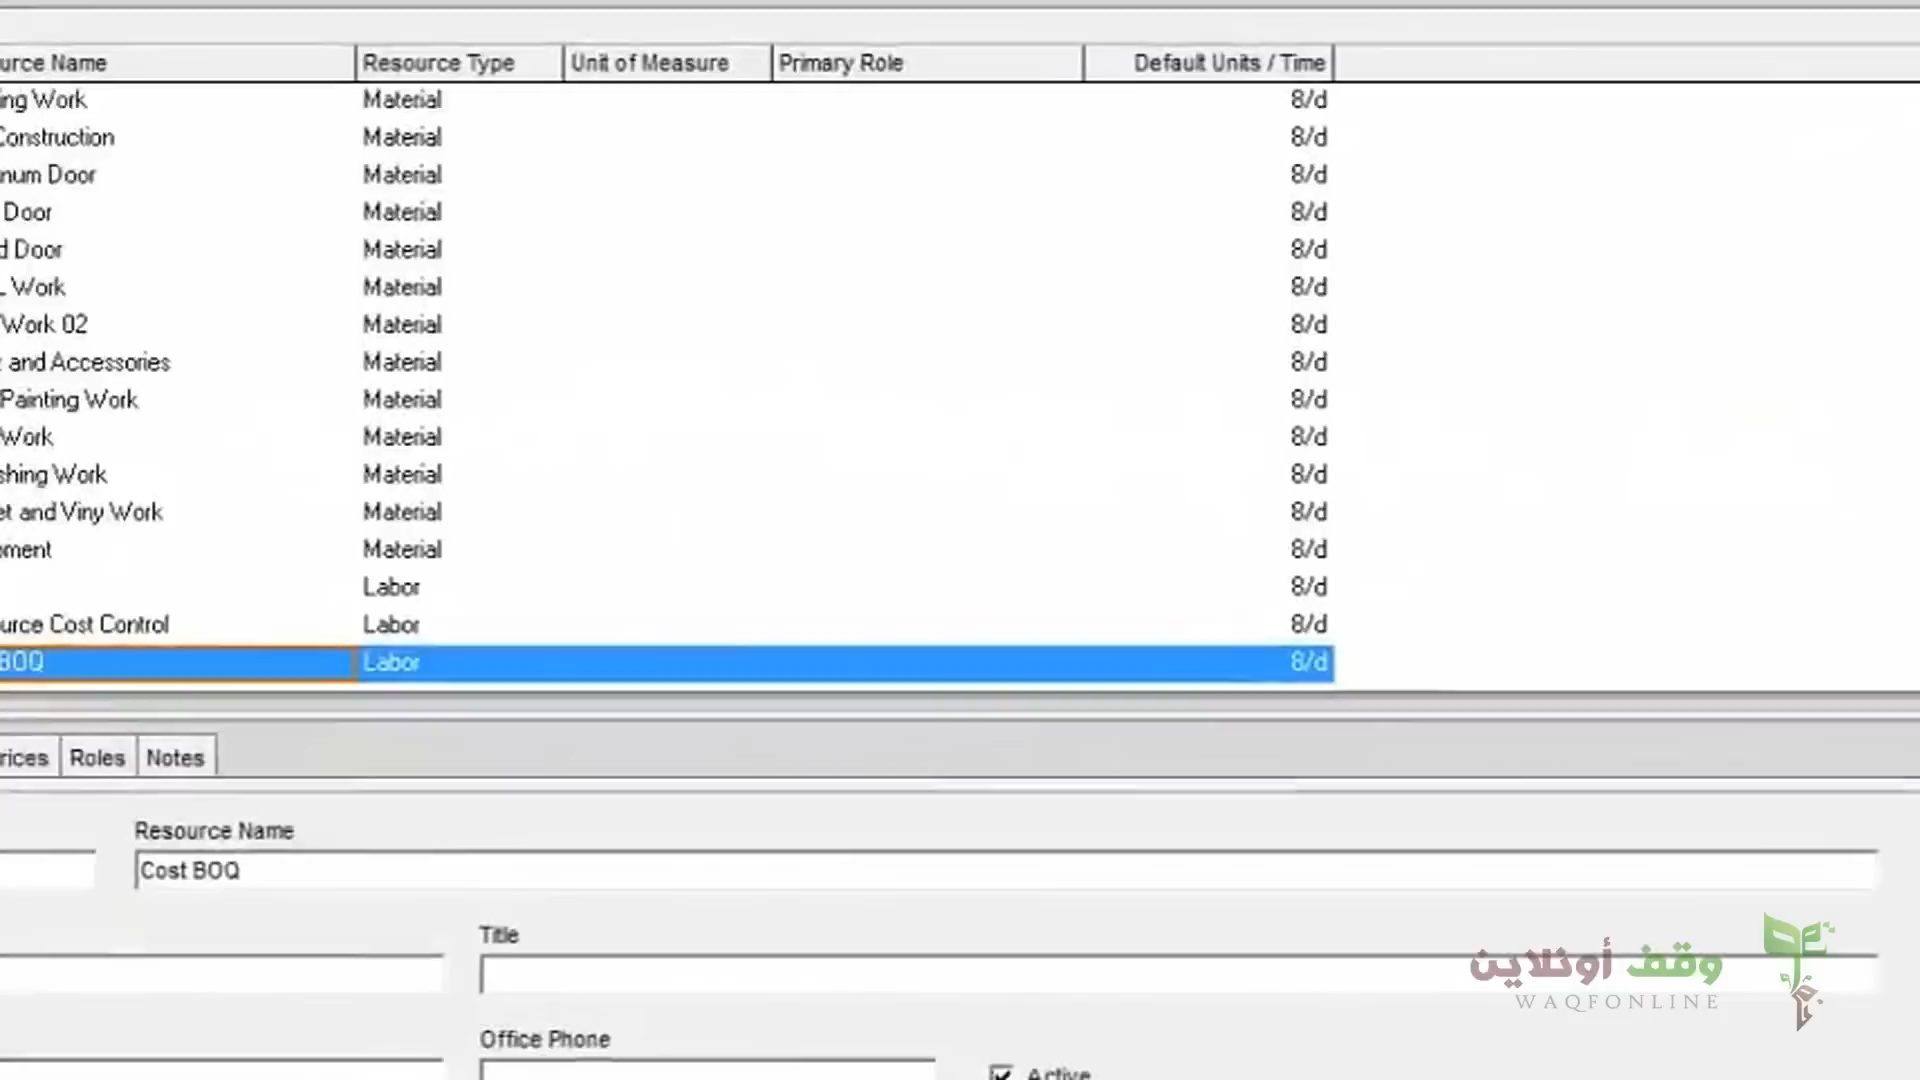 urce Name Resource Type Unit of Measure Primary Role Default Units / Time
ing Work Material 8/d
Construction Material 8/d
num Door Material 8/d
Door Material 8/d
d Door Material 8/d
L Work Material 8/d
Work 02 Material 8/d
and Accessories Material 8/d
Painting Work Material 8/d
Work Material 8/d
shing Work Material 8/d
et and Viny Work Material 8/d
pment Material 8/d
Labor 8/d
urce Cost Control Labor 8/d
BOQ Labor 8/d
rices Roles Notes
Resource Name
Cost BOQ
Title
وقف أونلاين
WAQFONLINE
Office Phone
Active